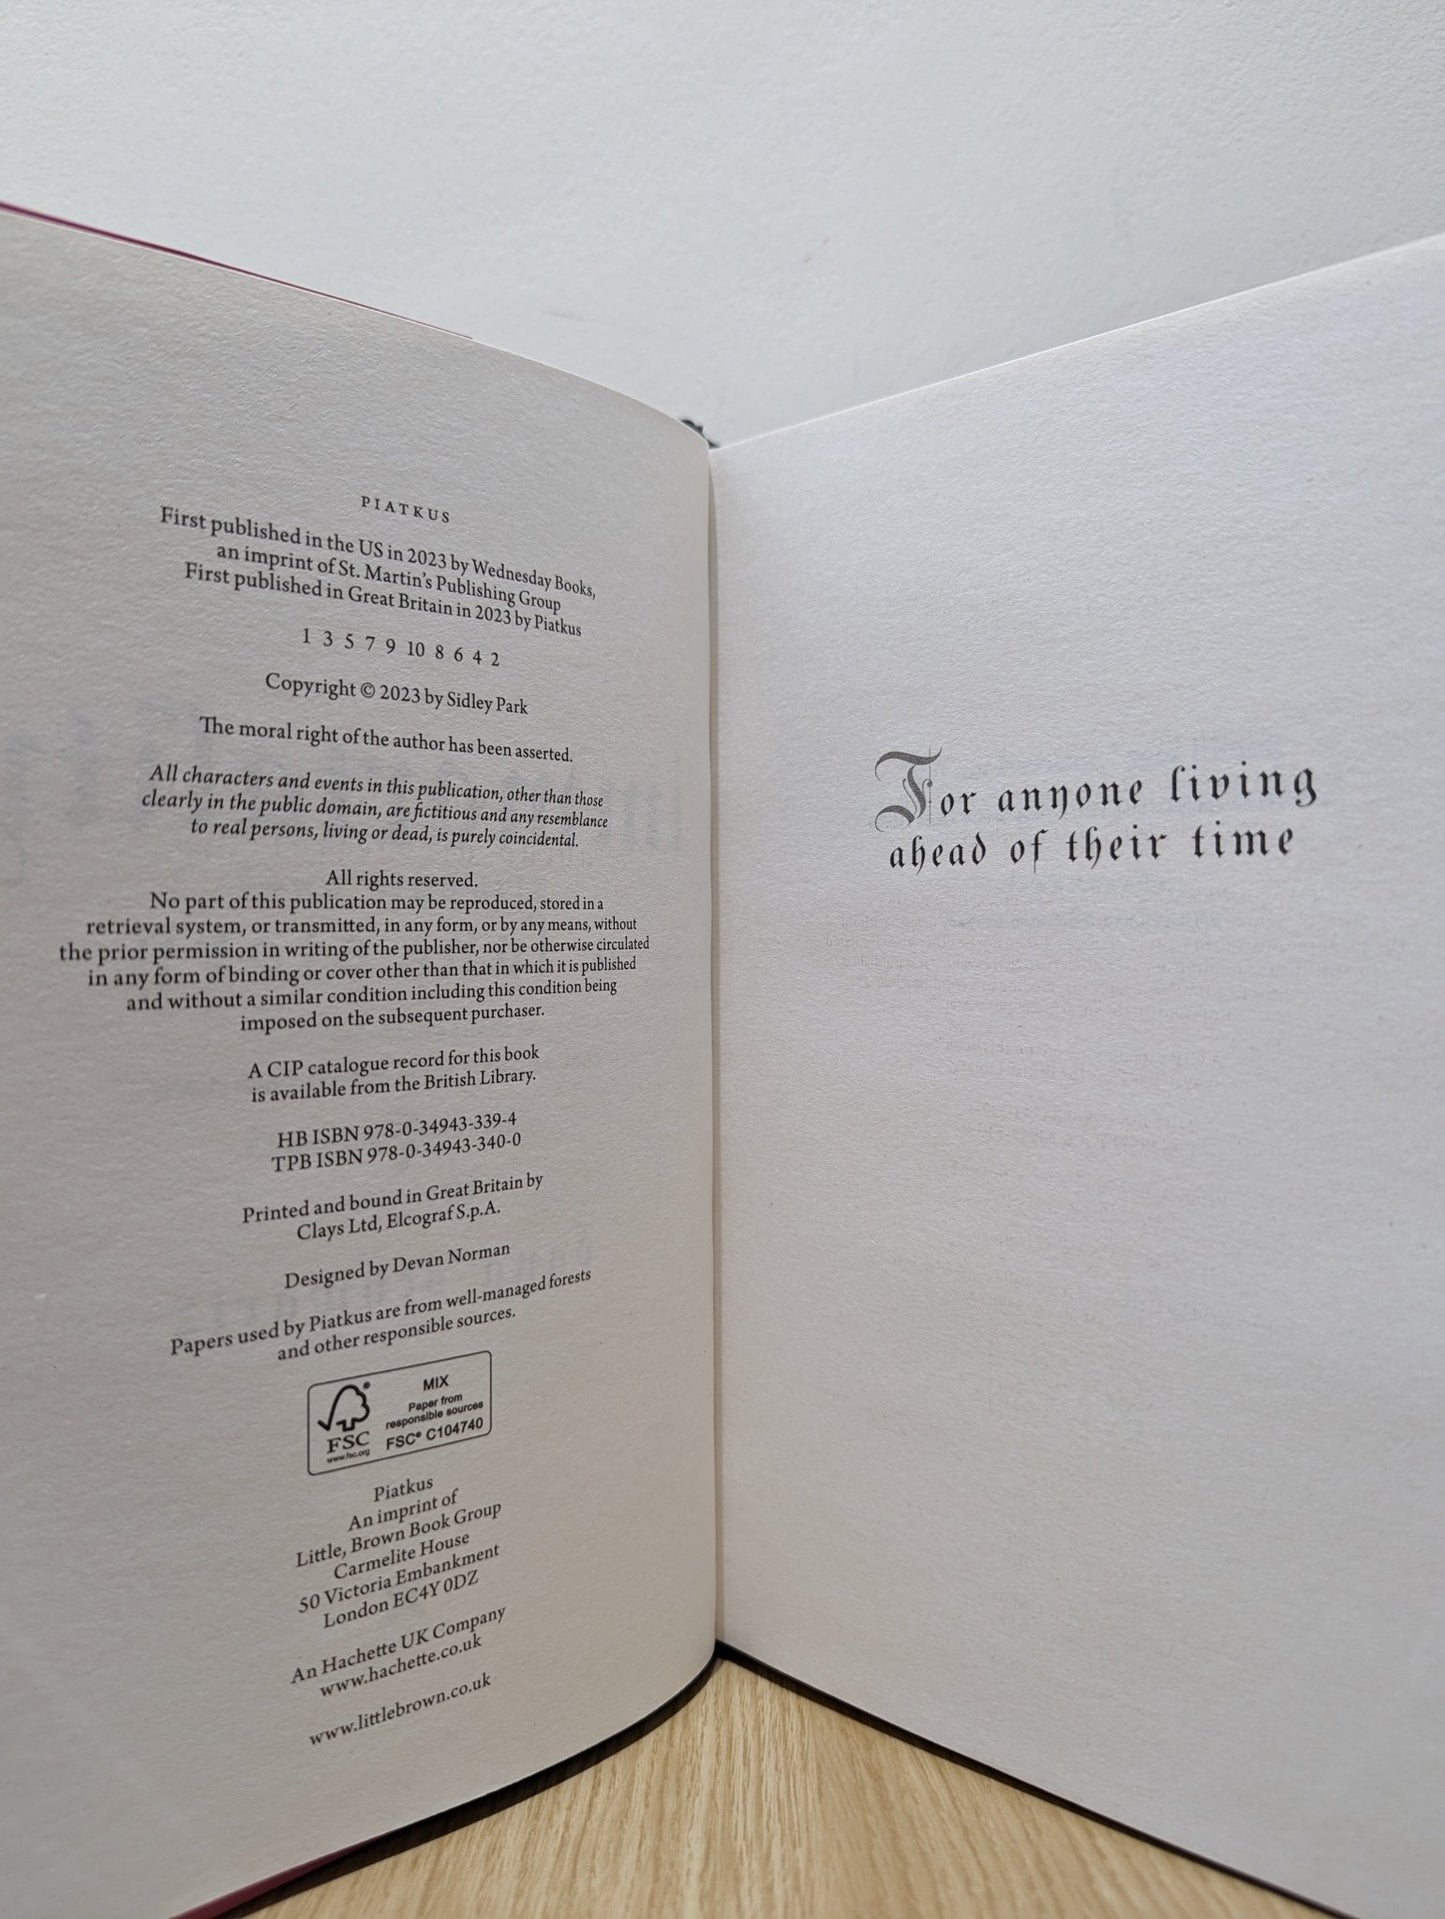 PIATKUS
First published in the US in 2023 by Wednesday Books,
an imprint of St. Martin's Publishing Group
First published in Great Britain in 2023 by Piatkus
1 3 5 7 9 10 8 6 4 2
Copyright © 2023 by Sidley Park
The moral right of the author has been asserted.
All characters and events in this publication, other than those
clearly in the public domain, are fictitious and any resemblance
to real persons, living or dead, is purely coincidental.
All rights reserved.
No part of this publication may be reproduced, stored in a
retrieval system, or transmitted, in any form, or by any means, without
the prior permission in writing of the publisher, nor be otherwise circulated
in any form of binding or cover other than that in which it is published
and without a similar condition including this condition being
imposed on the subsequent purchaser.
A CIP catalogue record for this book
is available from the British Library.
HB ISBN 978-0-34943-339-4
TPB ISBN 978-0-34943-340-0
Printed and bound in Great Britain by
Clays Ltd, Elcograf S.p.A.
Designed by Devan Norman
Papers used by Piatkus are from well-managed forests
and other responsible sources.
FSC®
www.fsc.org
MIX
Paper from
responsible sources
FSC® C104740
Piatkus
An imprint of
Little, Brown Book Group
Carmelite House
50 Victoria Embankment
London EC4Y 0DZ
An Hachette UK Company
www.hachette.co.uk
www.littlebrown.co.uk
For anyone living
ahead of their time